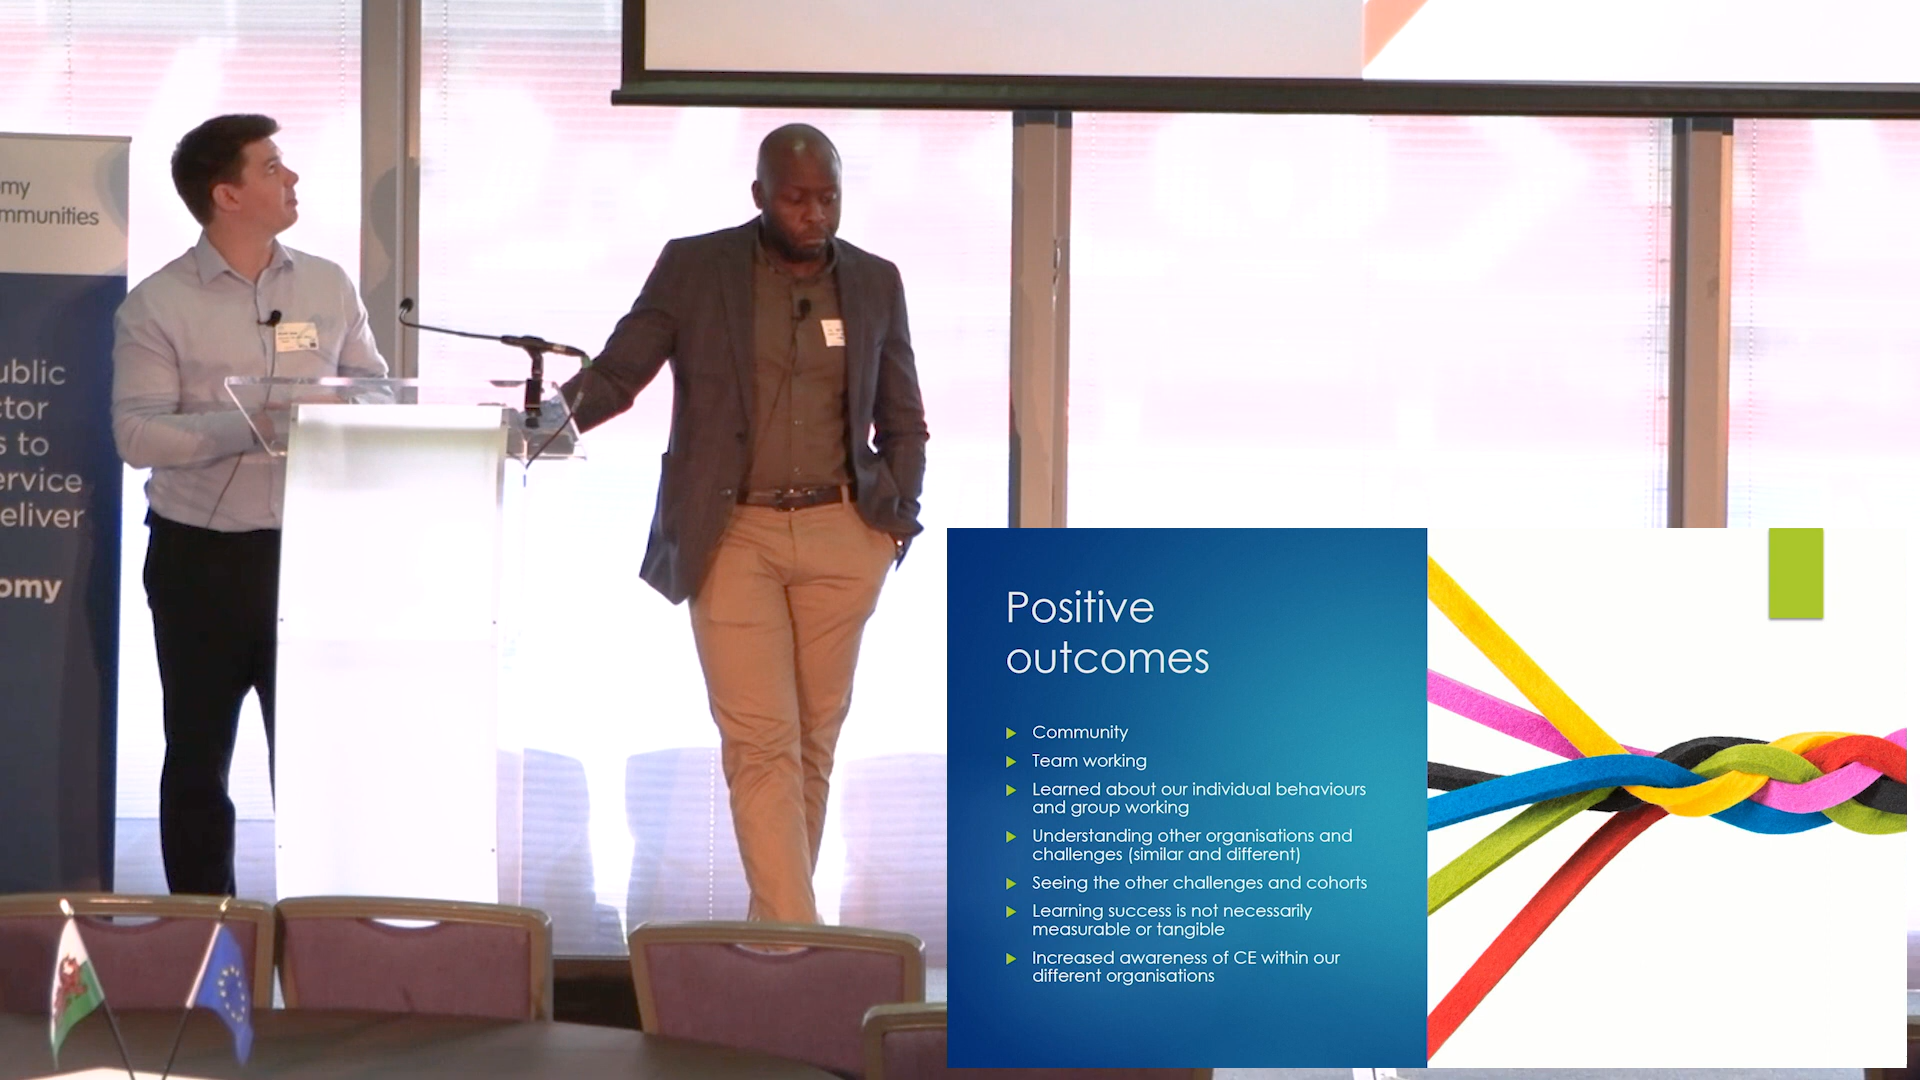 my
mmunities
ublic
tor
s to
ervice
eliver
omy
Positive
outcomes
Community
Team working
Learned about our individual behaviours
and group working
Understanding other organisations and
challenges (similar and different)
Seeing the other challenges and cohorts
Learning success is not necessarily
measurable or tangible
Increased awareness of CE within our
different organisations